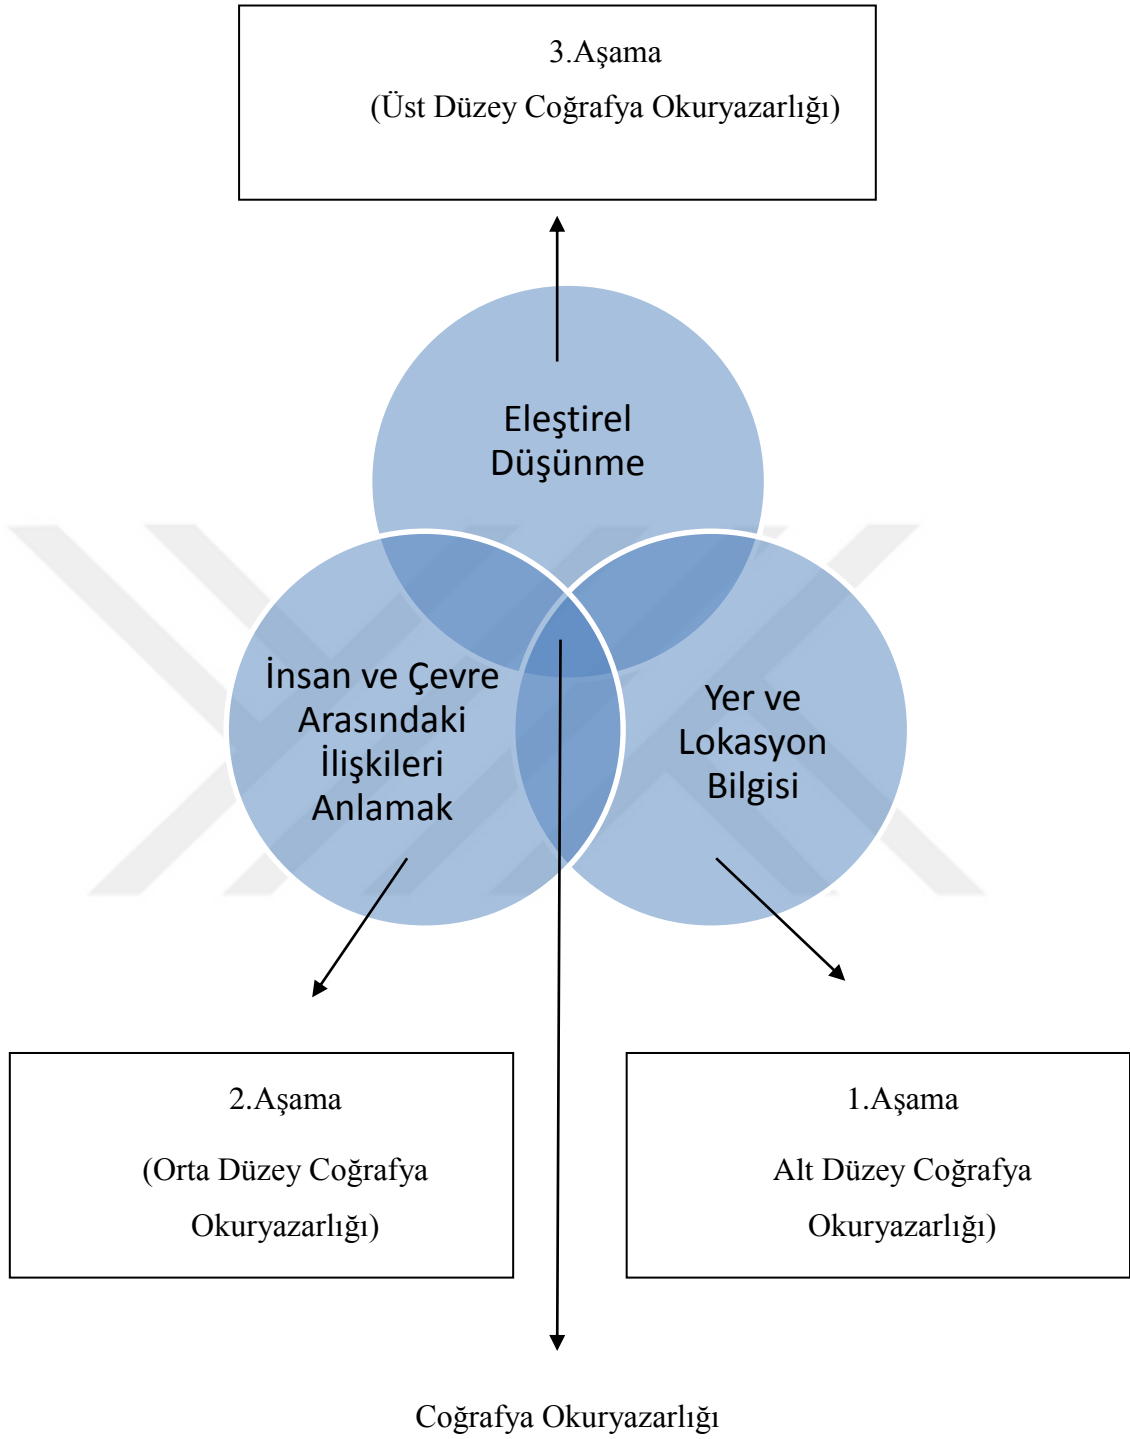 3.Aşama
(Üst Düzey Coğrafya Okuryazarlığı)
Eleştirel
Düşünme
İnsan ve Çevre
Arasındaki
İlişkileri
Anlamak
Yer ve
Lokasyon
Bilgisi
2.Aşama
(Orta Düzey Coğrafya
Okuryazarlığı)
1.Aşama
Alt Düzey Coğrafya
Okuryazarlığı)
Coğrafya Okuryazarlığı